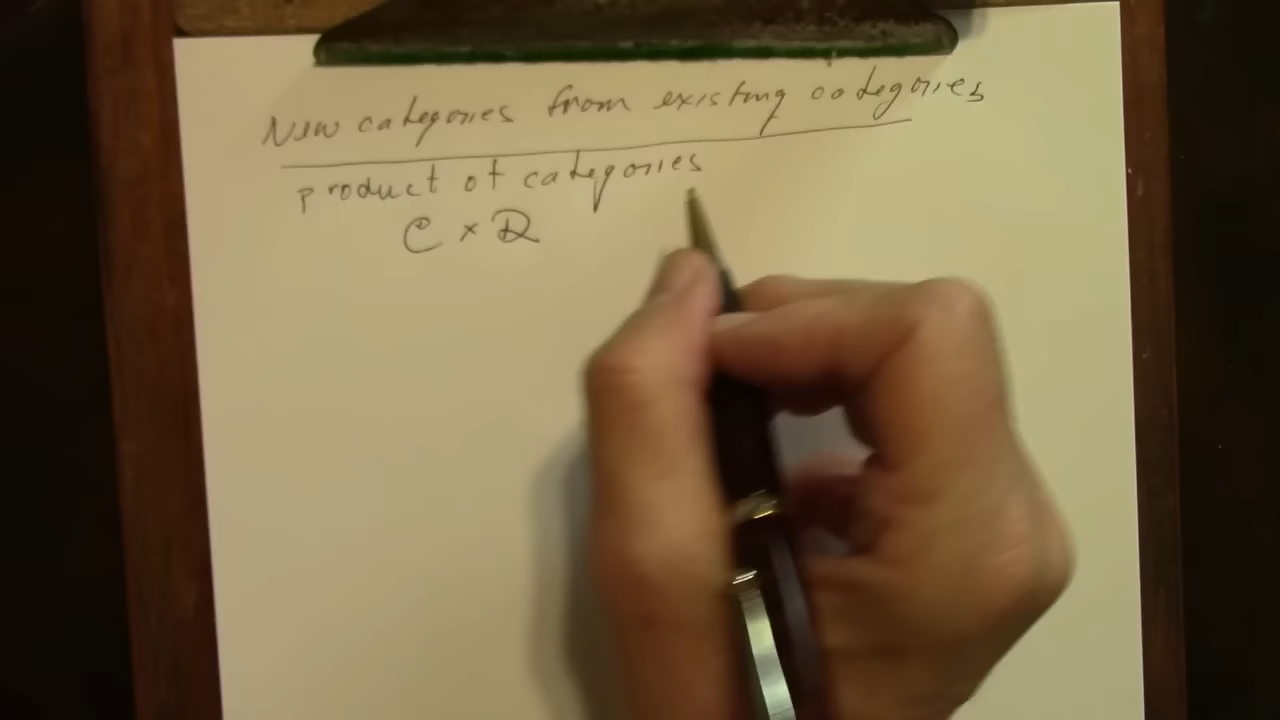 New categories from existing categories
product of categories
C × D